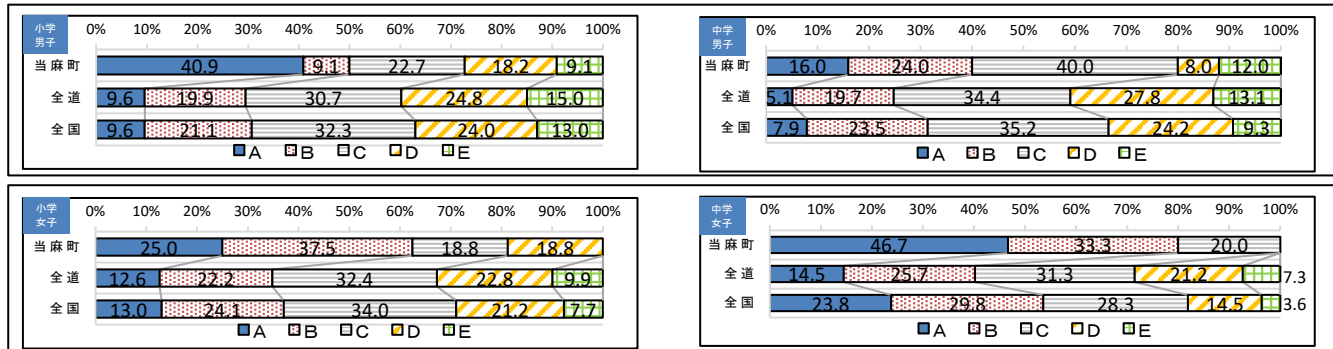 小学
男子
0% 10% 20% 30% 40% 50% 60% 70% 80% 90% 100%
当麻町 40.9 9.1 22.7 18.2 9.1
全道 9.6 19.9 30.7 24.8 15.0
全国 9.6 21.1 32.3 24.0 13.0
A B C D E
中学
男子
0% 10% 20% 30% 40% 50% 60% 70% 80% 90% 100%
当麻町 16.0 24.0 40.0 8.0 12.0
全道 5.1 19.7 34.4 27.8 13.1
全国 7.9 23.5 35.2 24.2 9.3
A B C D E
小学
女子
0% 10% 20% 30% 40% 50% 60% 70% 80% 90% 100%
当麻町 25.0 37.5 18.8 18.8
全道 12.6 22.2 32.4 22.8 9.9
全国 13.0 24.1 34.0 21.2 7.7
A B C D E
中学
女子
0% 10% 20% 30% 40% 50% 60% 70% 80% 90% 100%
当麻町 46.7 33.3 20.0
全道 14.5 25.7 31.3 21.2 7.3
全国 23.8 29.8 28.3 14.5 3.6
A B C D E